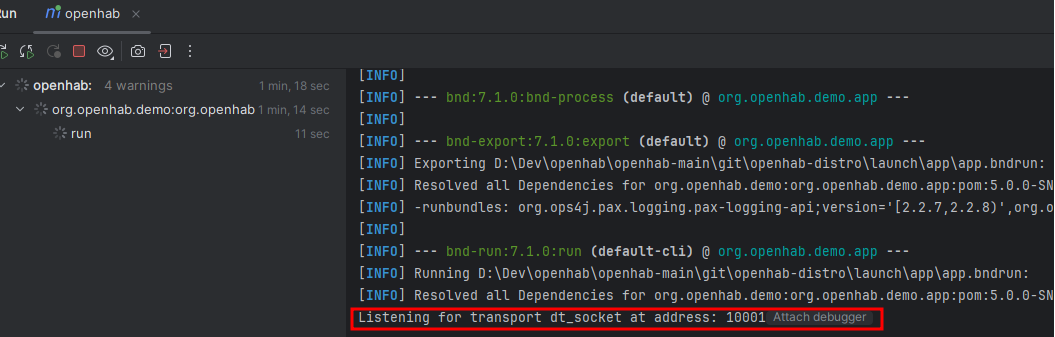 Run openhab
openhab: 4 warnings 1 min, 18 sec
org.openhab.demo:org.openhab 1 min, 14 sec
run 11 sec
[INFO]
[INFO] --- bnd:7.1.0:bnd-process (default) @ org.openhab.demo.app ---
[INFO]
[INFO] --- bnd-export:7.1.0:export (default) @ org.openhab.demo.app ---
[INFO] Exporting D:\Dev\openhab\openhab-main\git\openhab-distro\launch\app\app.bndrun:
[INFO] Resolved all Dependencies for org.openhab.demo:org.openhab.demo.app:pom:5.0.0-SN
[INFO] -runbundles: org.ops4j.pax.logging.pax-logging-api;version='[2.2.7,2.2.8)',org.o
[INFO]
[INFO] --- bnd-run:7.1.0:run (default-cli) @ org.openhab.demo.app ---
[INFO] Running D:\Dev\openhab\openhab-main\git\openhab-distro\launch\app\app.bndrun:
[INFO] Resolved all Dependencies for org.openhab.demo:org.openhab.demo.app:pom:5.0.0-SN
Listening for transport dt_socket at address: 10001 Attach debugger